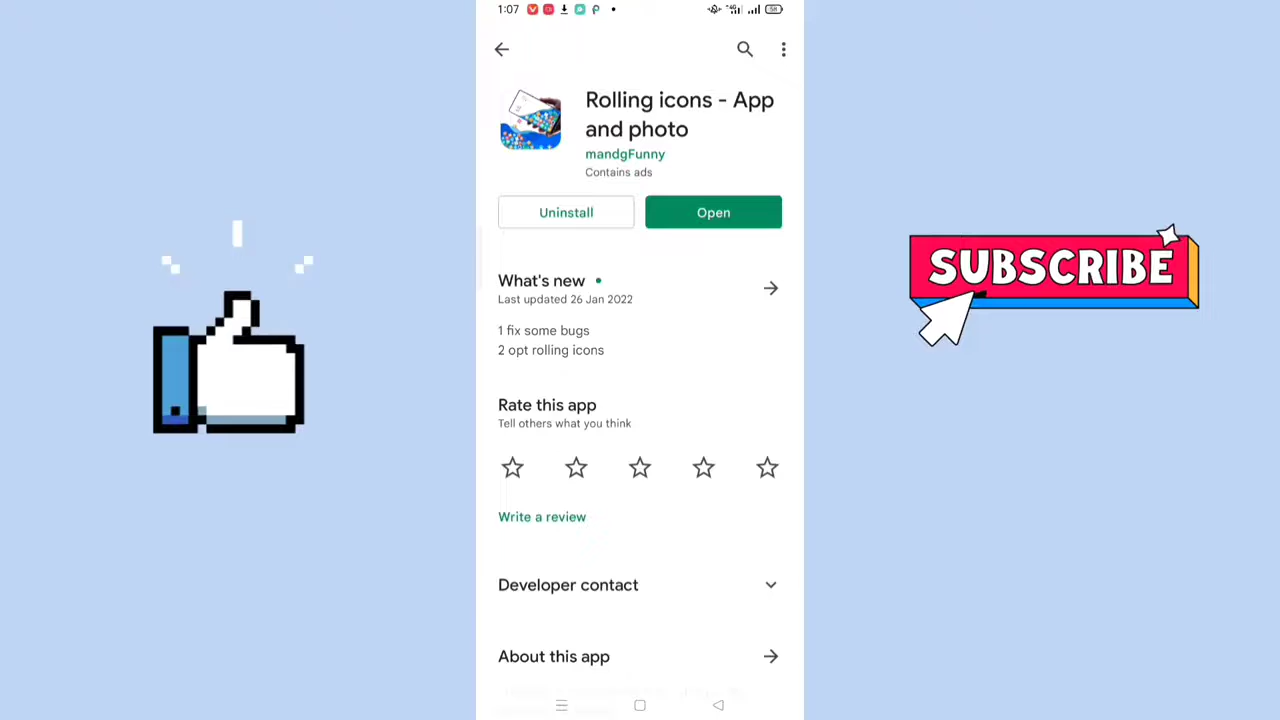 1:07
Rolling icons - App
and photo
mandgFunny
Contains ads
Uninstall
Open
What's new
Last updated 26 Jan 2022
1 fix some bugs
2 opt rolling icons
Rate this app
Tell others what you think
Write a review
Developer contact
About this app
SUBSCRIBE